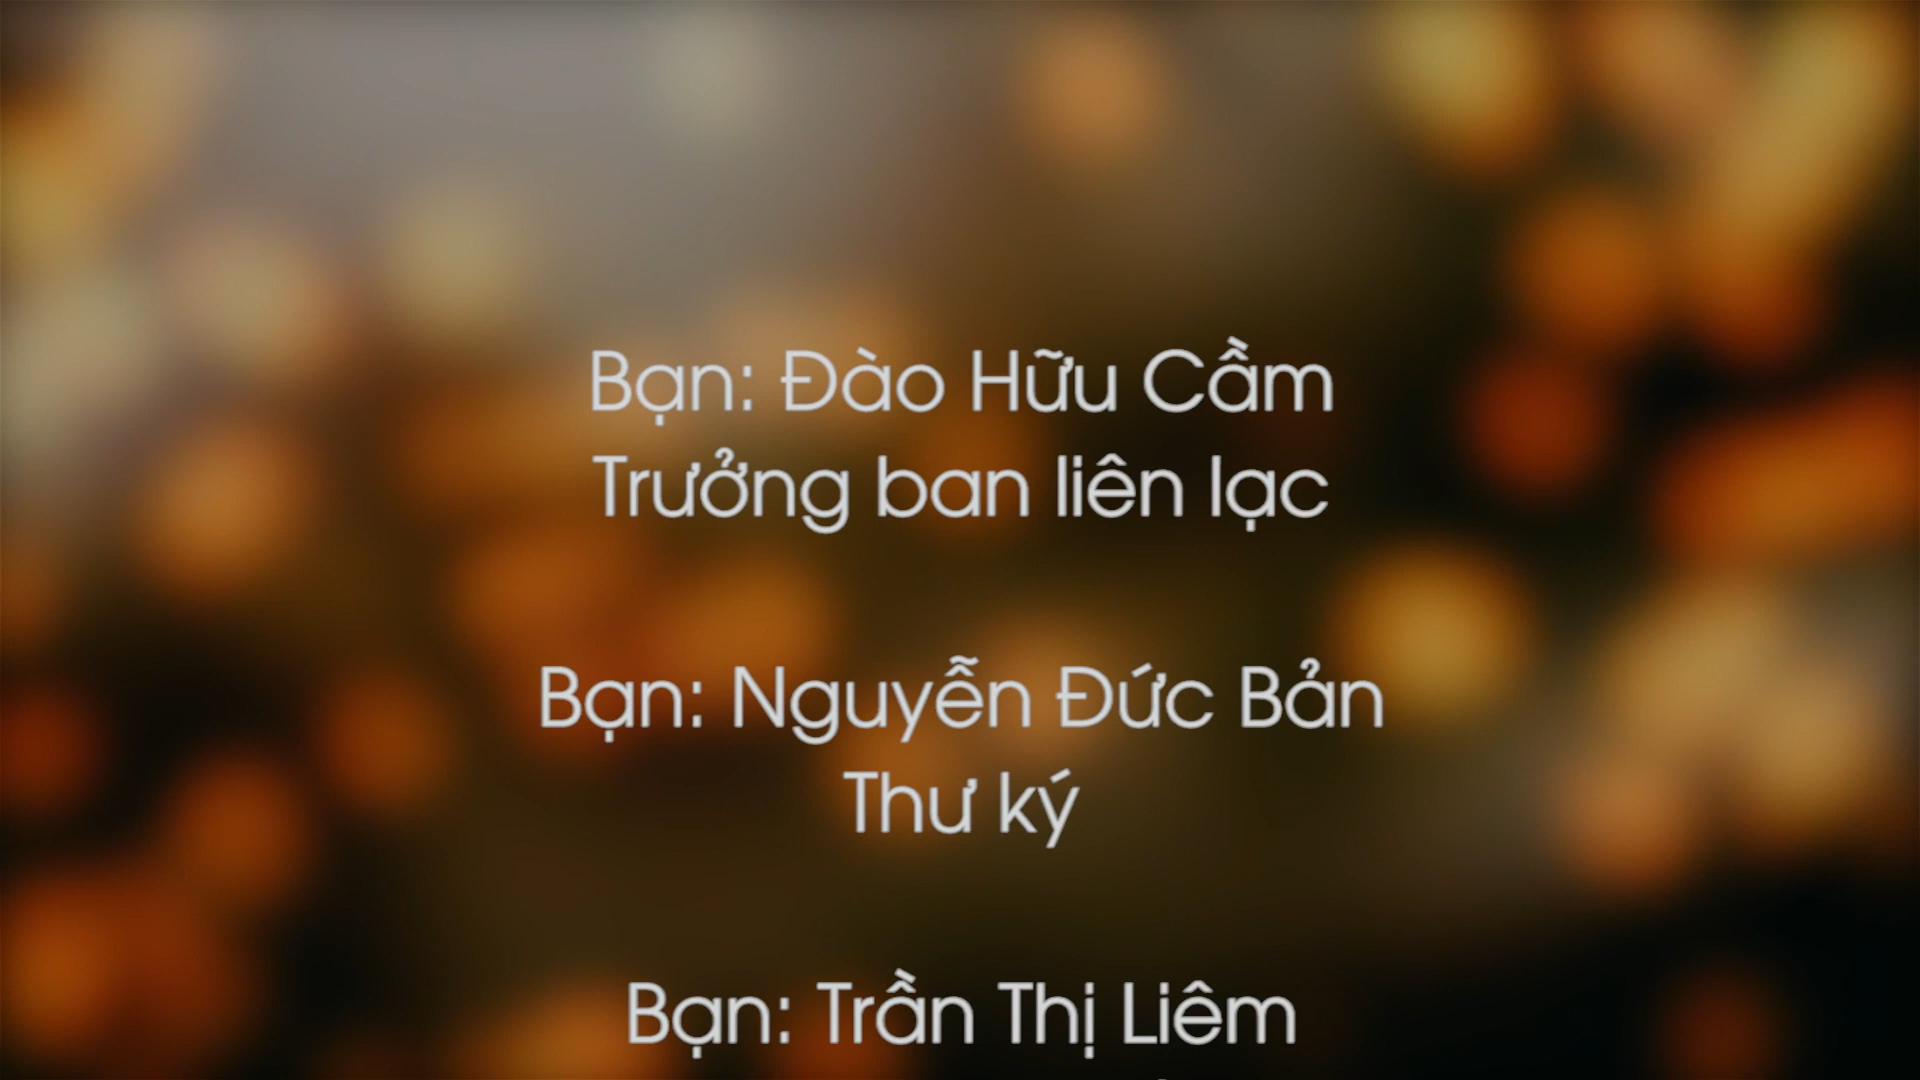 Bạn: Đào Hữu Cầm
Trưởng ban liên lạc
Bạn: Nguyễn Đức Bản
Thư ký
Bạn: Trần Thị Liêm